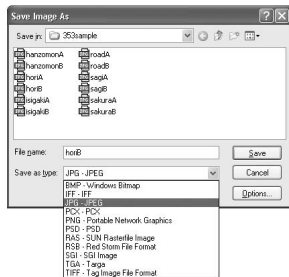 Save Image As
Save in: 353sample
hanzomonA
hanzomonB
horiA
horiB
isigakiA
isigakiB
roadA
roadB
sagiA
sagiB
sakuraA
sakuraB
File name: horiB Save
Save as type: JPG - JPEG Cancel
Options...
BMP - Windows Bitmap
IFF - IFF
JPG - JPEG
PCX - PCX
PNG - Portable Network Graphics
PSD - PSD
RAS - SUN Rasterfile Image
RSB - Red Storm File Format
SGI - SGI Image
TGA - Targa
TIFF - Tag Image File Format